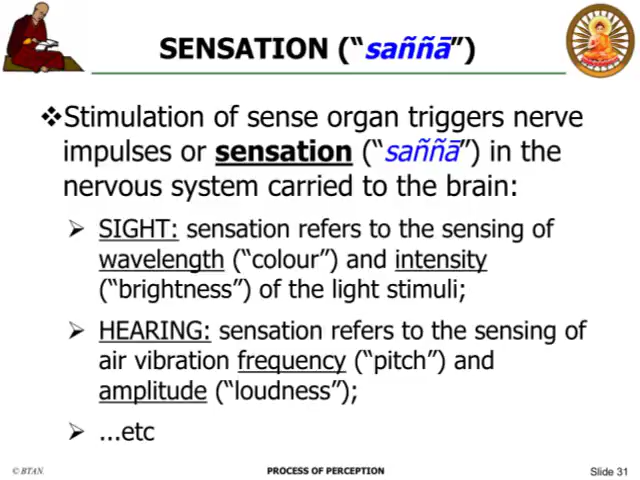 SENSATION (“saññā”)
❖Stimulation of sense organ triggers nerve
impulses or sensation (“saññā”) in the
nervous system carried to the brain:
➢ SIGHT: sensation refers to the sensing of
wavelength (“colour”) and intensity
(“brightness”) of the light stimuli;
➢ HEARING: sensation refers to the sensing of
air vibration frequency (“pitch”) and
amplitude (“loudness”);
➢ ...etc
© BTAN. PROCESS OF PERCEPTION Slide 31